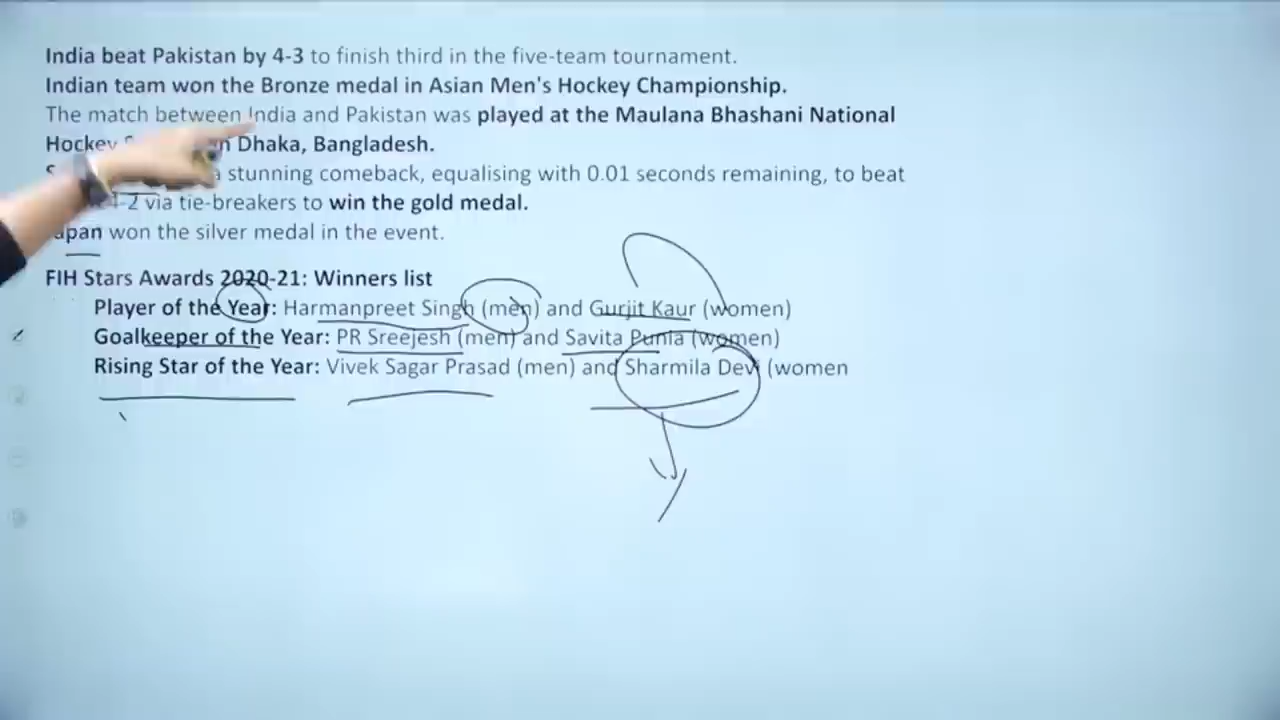 India beat Pakistan by 4-3 to finish third in the five-team tournament.
Indian team won the Bronze medal in Asian Men's Hockey Championship.
The match between India and Pakistan was played at the Maulana Bhashani National
Hockey Dhaka, Bangladesh.
a stunning comeback, equalising with 0.01 seconds remaining, to beat
4-2 via tie-breakers to win the gold medal.
Japan won the silver medal in the event.
FIH Stars Awards 2020-21: Winners list
Player of the Year: Harmanpreet Singh (men) and Gurjit Kaur (women)
Goalkeeper of the Year: PR Sreejesh (men) and Savita Punia (women)
Rising Star of the Year: Vivek Sagar Prasad (men) and Sharmila Devi (women